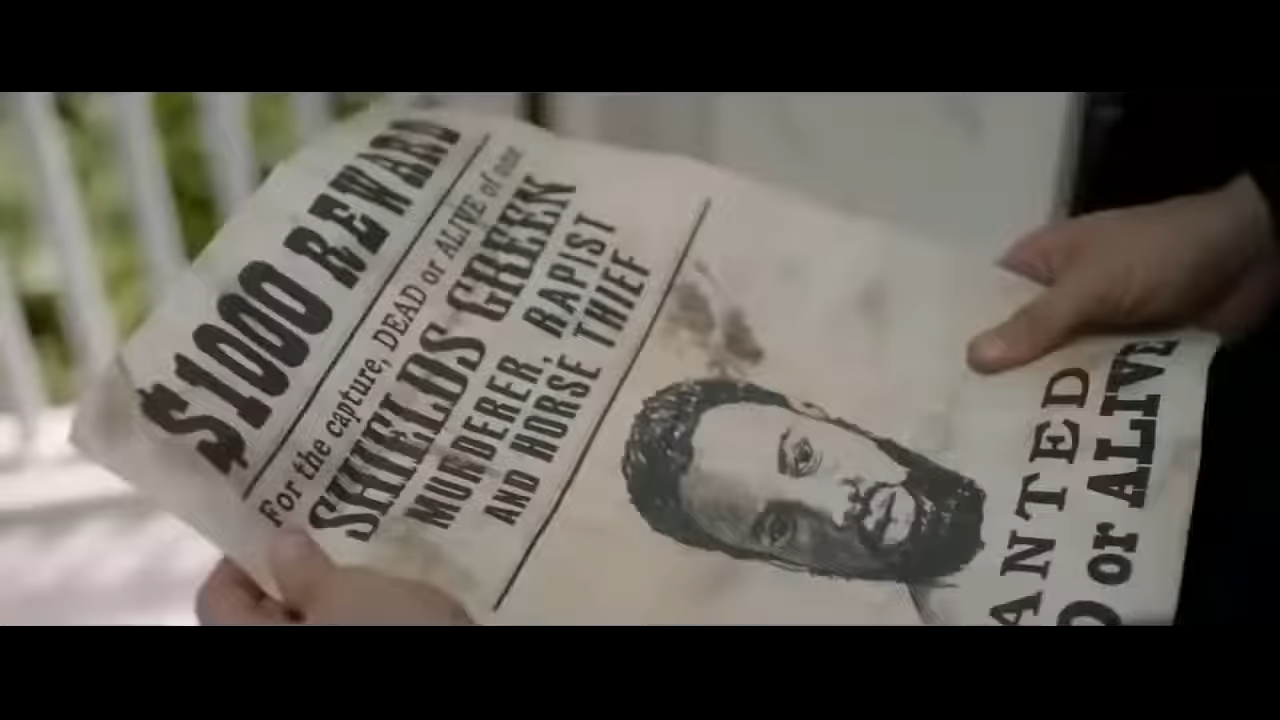 $1000 REWARD
For the capture, DEAD or ALIVE of one
SHIELDS GREEN
MURDERER, RAPIST
AND HORSE THIEF
ANTED
D or ALIVE